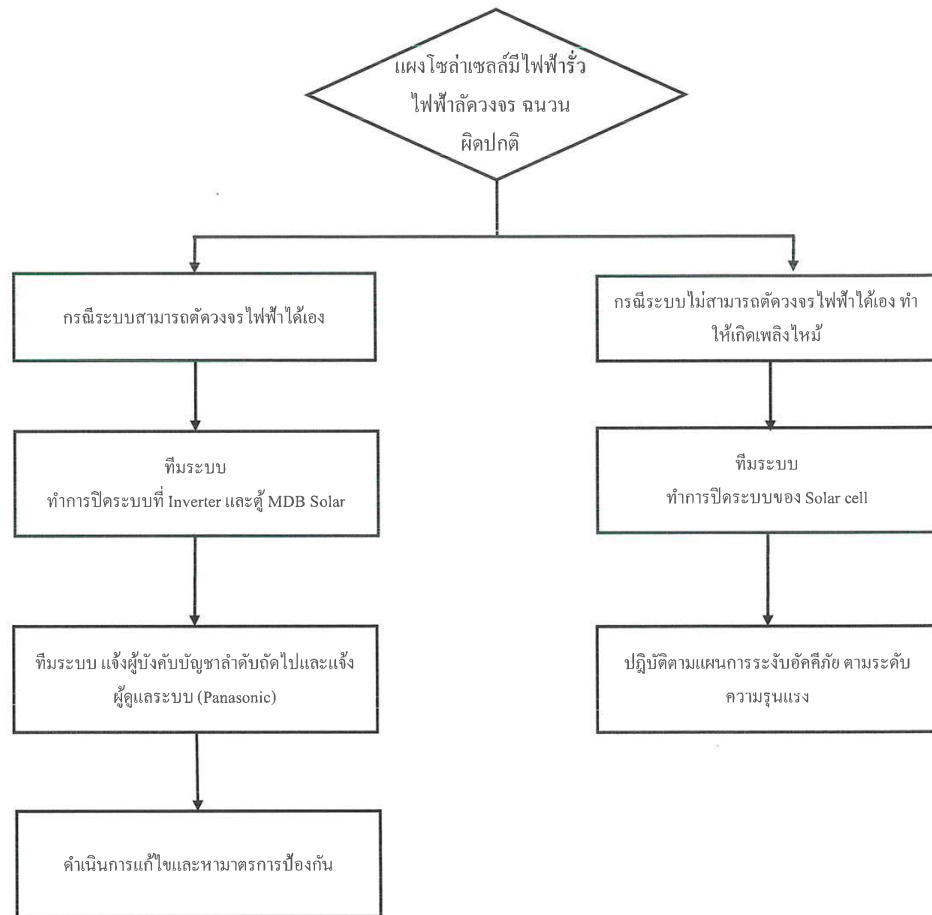 แผงโซล่าเซลล์มีไฟฟ้ารั่ว
ไฟฟ้าลัดวงจร ฉนวน
ผิดปกติ
กรณีระบบสามารถตัดวงจรไฟฟ้าได้เอง
กรณีระบบไม่สามารถตัดวงจรไฟฟ้าได้เอง ทำ
ให้เกิดเพลิงไหม้
ทีมระบบ
ทำการปิดระบบที่ Inverter และตู้ MDB Solar
ทีมระบบ
ทำการปิดระบบของ Solar cell
ทีมระบบ แจ้งผู้บังคับบัญชาลำดับถัดไปและแจ้ง
ผู้ดูแลระบบ (Panasonic)
ปฎิบัติตามแผนการระงับอัคคีภัย ตามระดับ
ความรุนแรง
ดำเนินการแก้ไขและหามาตรการป้องกัน